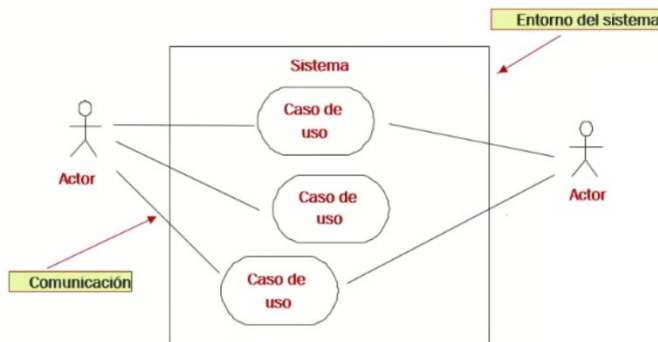 Entorno del sistema
Sistema
Caso de
uso
Actor
Caso de
uso
Actor
Caso de
uso
Comunicación